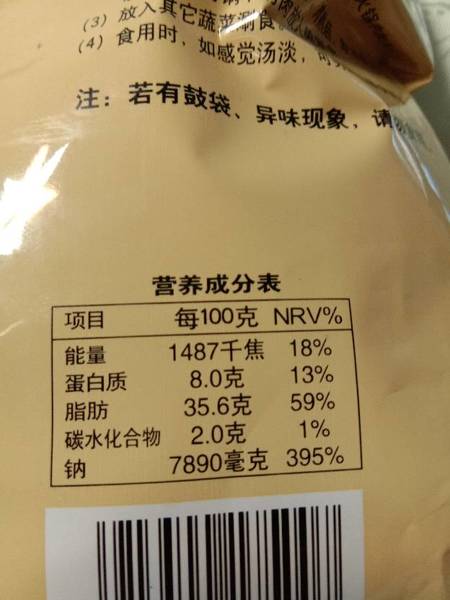 (3) 放入其它蔬菜涮食
(4) 食用时，如感觉汤淡，可
注：若有鼓袋、异味现象，请
营养成分表
项目 每100克 NRV%
能量 1487千焦 18%
蛋白质 8.0克 13%
脂肪 35.6克 59%
碳水化合物 2.0克 1%
钠 7890毫克 395%